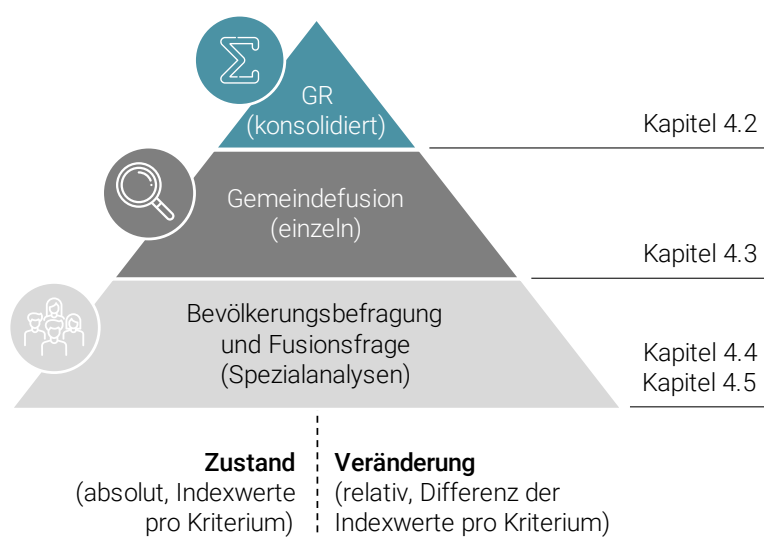 Σ
GR
(konsolidiert)
Kapitel 4.2
Gemeindefusion
(einzeln)
Kapitel 4.3
Bevölkerungsbefragung
und Fusionsfrage
(Spezialanalysen)
Kapitel 4.4
Kapitel 4.5
Zustand
(absolut, Indexwerte
pro Kriterium)
Veränderung
(relativ, Differenz der
Indexwerte pro Kriterium)